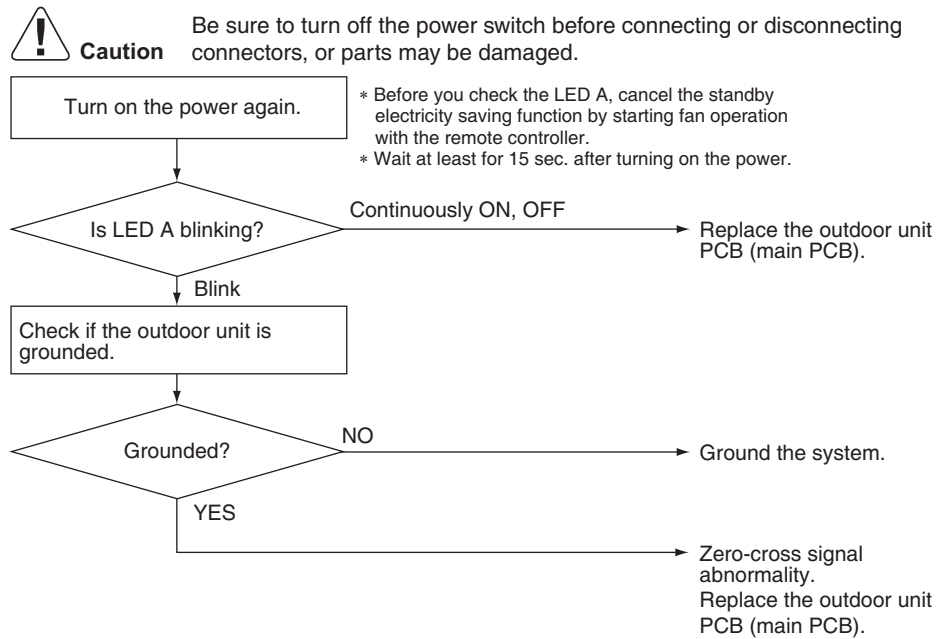 Caution
Be sure to turn off the power switch before connecting or disconnecting
connectors, or parts may be damaged.
Turn on the power again.
* Before you check the LED A, cancel the standby
electricity saving function by starting fan operation
with the remote controller.
* Wait at least for 15 sec. after turning on the power.
Is LED A blinking?
Continuously ON, OFF
Replace the outdoor unit
PCB (main PCB).
Blink
Check if the outdoor unit is
grounded.
Grounded?
NO
Ground the system.
YES
Zero-cross signal
abnormality.
Replace the outdoor unit
PCB (main PCB).